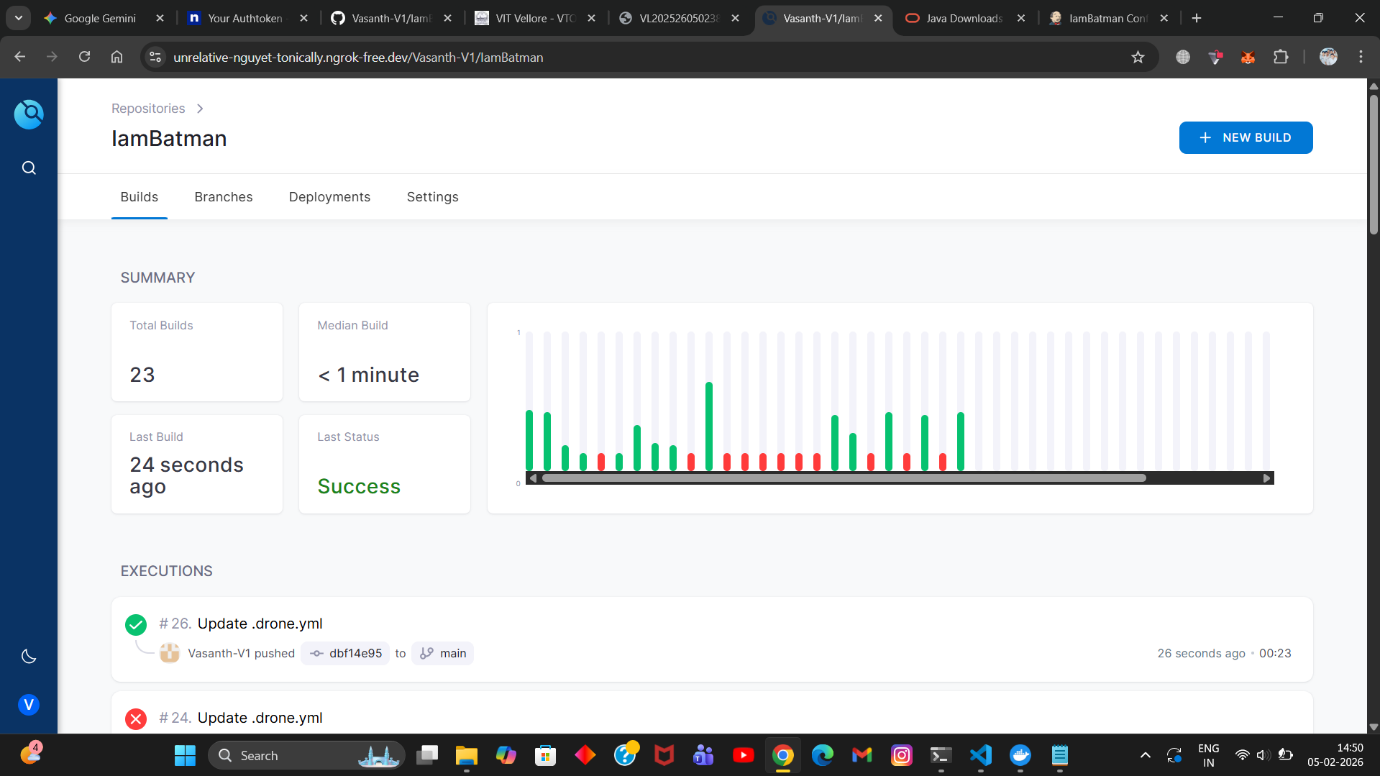 Google Gemini
Your Authtoken
Vasanth-V1/IamI
VIT Vellore - VTO
VL20252605023
Vasanth-V1/Iaml
Java Downloads
IamBatman Conf
unrelative-nguyet-tonically.ngrok-free.dev/Vasanth-V1/IamBatman
Repositories
IamBatman
NEW BUILD
Builds
Branches
Deployments
Settings
SUMMARY
Total Builds
23
Median Build
< 1 minute
Last Build
24 seconds
ago
Last Status
Success
1
0
EXECUTIONS
# 26. Update .drone.yml
Vasanth-V1 pushed dbf14e95 to main
26 seconds ago • 00:23
# 24. Update .drone.yml
V
4
Search
ENG
IN
14:50
05-02-2026